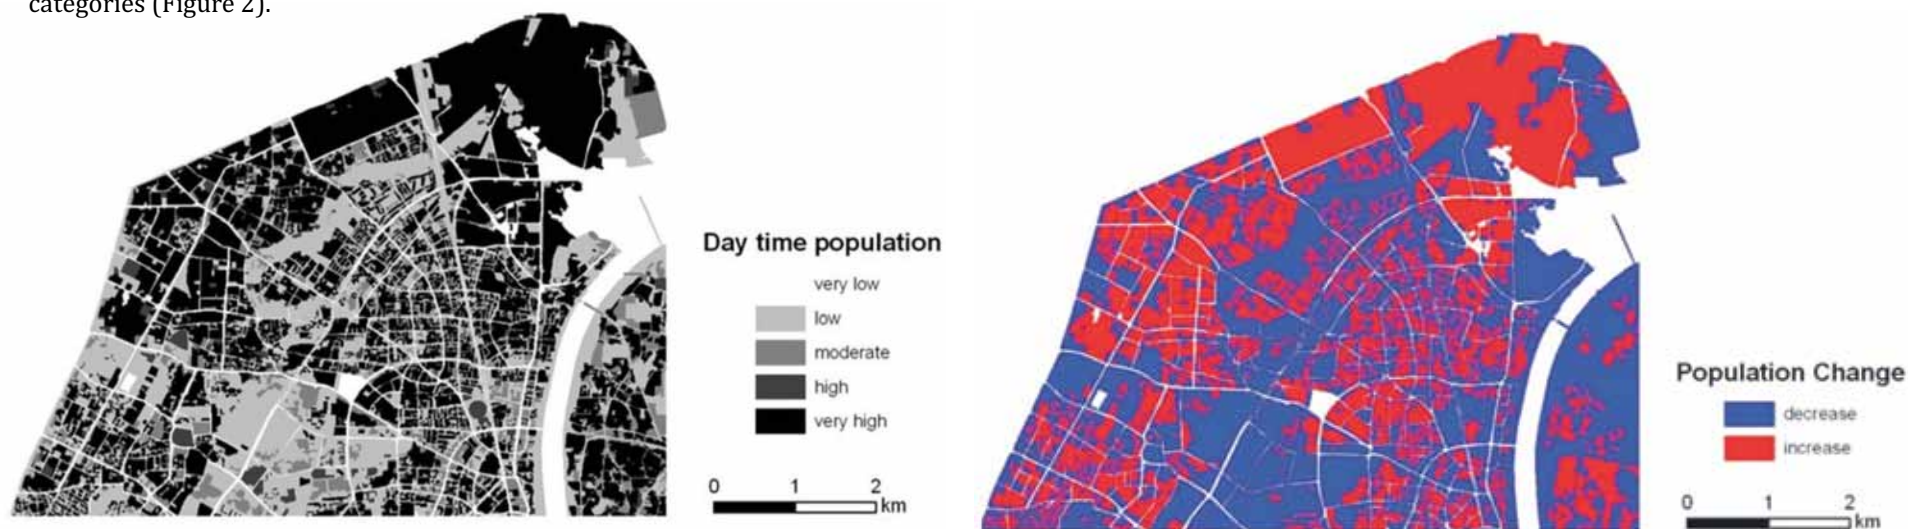 categories (Figure 2).
Day time population
very low
low
moderate
high
very high
0 1 2
km
Population Change
decrease
increase
0 1 2
km